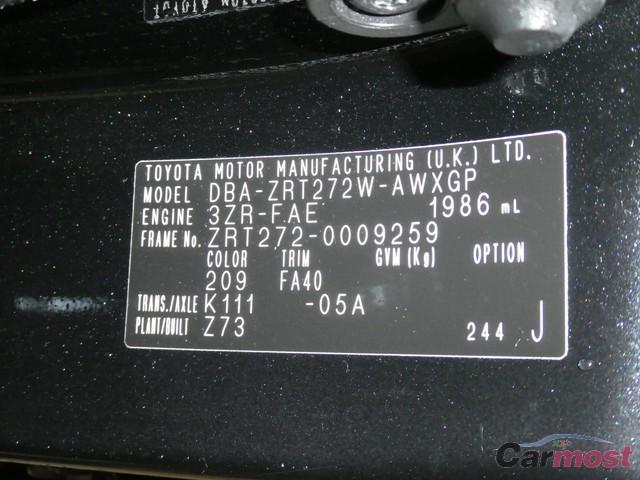 TOYOTA MOTOR MANUFACTURING (U.K.) LTD.
MODEL DBA-ZRT272W-AWXGP
ENGINE 3ZR-FAE 1986 mL
FRAME No. ZRT272-0009259
COLOR TRIM GVM (Kg) OPTION
209 FA40
TRANS./AXLE K111 -05A
PLANT/BUILT Z73 244 J
Carmost